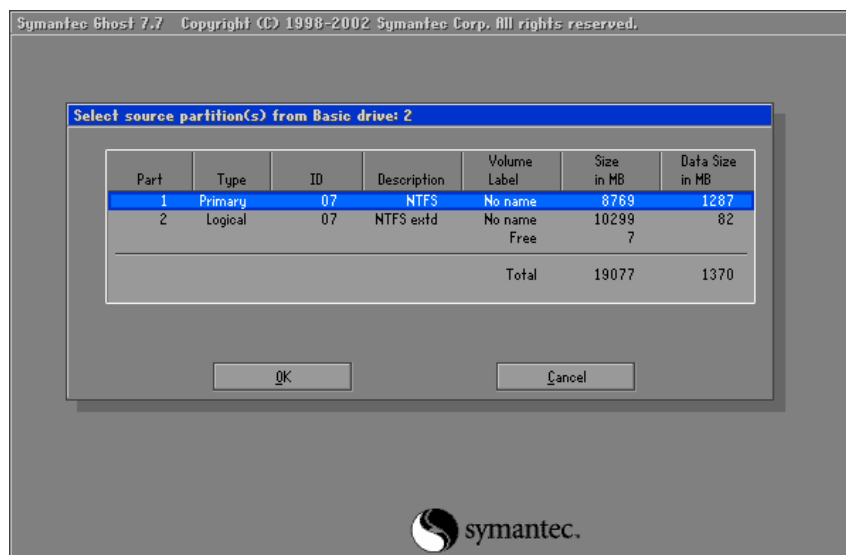 Symantec Ghost 7.7 Copyright (C) 1998-2002 Symantec Corp. All rights reserved.
Select source partition(s) from Basic drive: 2
Part Type ID Description Volume Label Size in MB Data Size in MB
1 Primary 07 NTFS No name 8769 1287
2 Logical 07 NTFS extd No name 10299 82
Free 7
Total 19077 1370
OK Cancel
symantec.